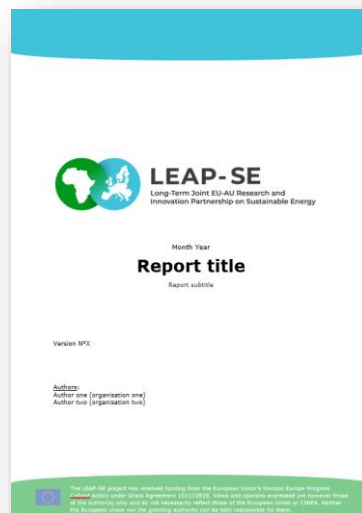 LEAP-SE
Long-Term Joint EU-AU Research and
Innovation Partnership on Sustainable Energy
Month Year
Report title
Report subtitle
Version N°X
Authors:
Author one (organisation one)
Author two (organisation two)
The LEAP-SE project has received funding from the European Union's Horizon Europe Program
Cofund Action under Grant Agreement 101172836. Views and opinions expressed are however those
of the author(s) only and do not necessarily reflect those of the European Union or CINEA. Neither
the European Union nor the granting authority can be held responsible for them.